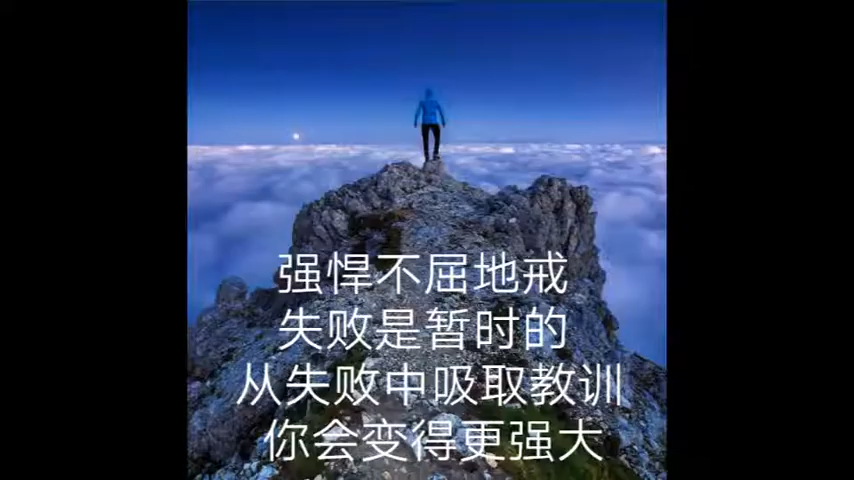 强悍不屈地戒
失败是暂时的
从失败中吸取教训
你会变得更强大